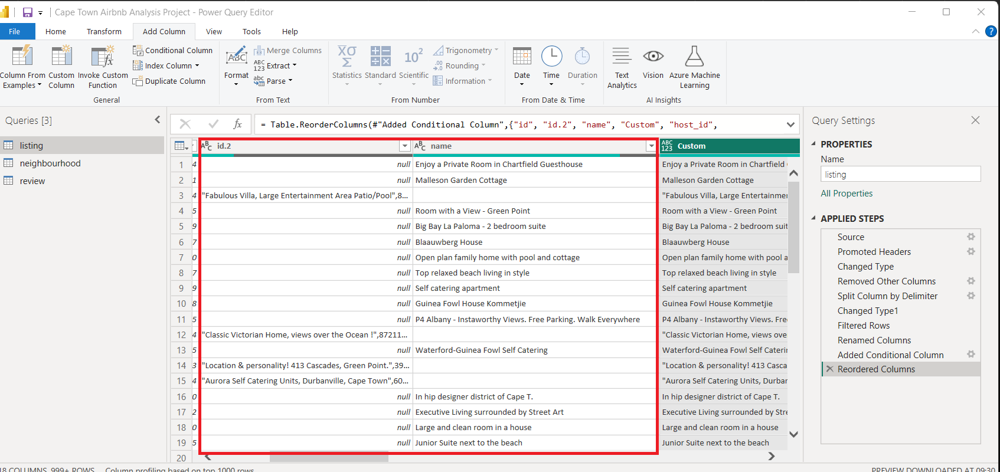 Cape Town Airbnb Analysis Project - Power Query Editor
File Home Transform Add Column View Tools Help
Column From Examples
Custom Column
Invoke Custom Function
Conditional Column
Index Column
Duplicate Column
General
Format
Merge Columns
Extract
Parse
From Text
Statistics
Standard
Scientific
Trigonometry
Rounding
Information
From Number
Date
Time
Duration
From Date & Time
Text Analytics
Vision
Azure Machine Learning
AI Insights
Queries [3]
listing
neighbourhood
review
fx = Table.ReorderColumns(#"Added Conditional Column",{"id", "id.2", "name", "Custom", "host_id",
ABC id.2 ABC name ABC 123 Custom
1 4 null Enjoy a Private Room in Chartfield Guesthouse Enjoy a Private Room in Chartfield
2 1 null Malleson Garden Cottage Malleson Garden Cottage
3 4 "Fabulous Villa, Large Entertainment Area Patio/Pool",8... "Fabulous Villa, Large Entertainmen
4 5 null Room with a View - Green Point Room with a View - Green Point
5 9 null Big Bay La Paloma - 2 bedroom suite Big Bay La Paloma - 2 bedroom suit
6 7 null Blaauwberg House Blaauwberg House
7 0 null Open plan family home with pool and cottage Open plan family home with pool a
8 7 null Top relaxed beach living in style Top relaxed beach living in style
9 9 null Self catering apartment Self catering apartment
10 8 null Guinea Fowl House Kommetjie Guinea Fowl House Kommetjie
11 5 null P4 Albany - Instaworthy Views. Free Parking. Walk Everywhere P4 Albany - Instaworthy Views. Fre
12 4 "Classic Victorian Home, views over the Ocean !",87211... "Classic Victorian Home, views ove
13 5 null Waterford-Guinea Fowl Self Catering Waterford-Guinea Fowl Self Caterin
14 3 "Location & personality! 413 Cascades, Green Point.",39... "Location & personality! 413 Casca
15 4 "Aurora Self Catering Units, Durbanville, Cape Town",60... "Aurora Self Catering Units, Durban
16 0 null In hip designer district of Cape T. In hip designer district of Cape T.
17 2 null Executive Living surrounded by Street Art Executive Living surrounded by Stre
18 0 null Large and clean room in a house Large and clean room in a house
19 5 null Junior Suite next to the beach Junior Suite next to the beach
20
Query Settings
PROPERTIES
Name
listing
All Properties
APPLIED STEPS
Source
Promoted Headers
Changed Type
Removed Other Columns
Split Column by Delimiter
Changed Type1
Filtered Rows
Renamed Columns
Added Conditional Column
Reordered Columns
18 COLUMNS, 999+ ROWS Column profiling based on top 1000 rows
PREVIEW DOWNLOADED AT 09:30